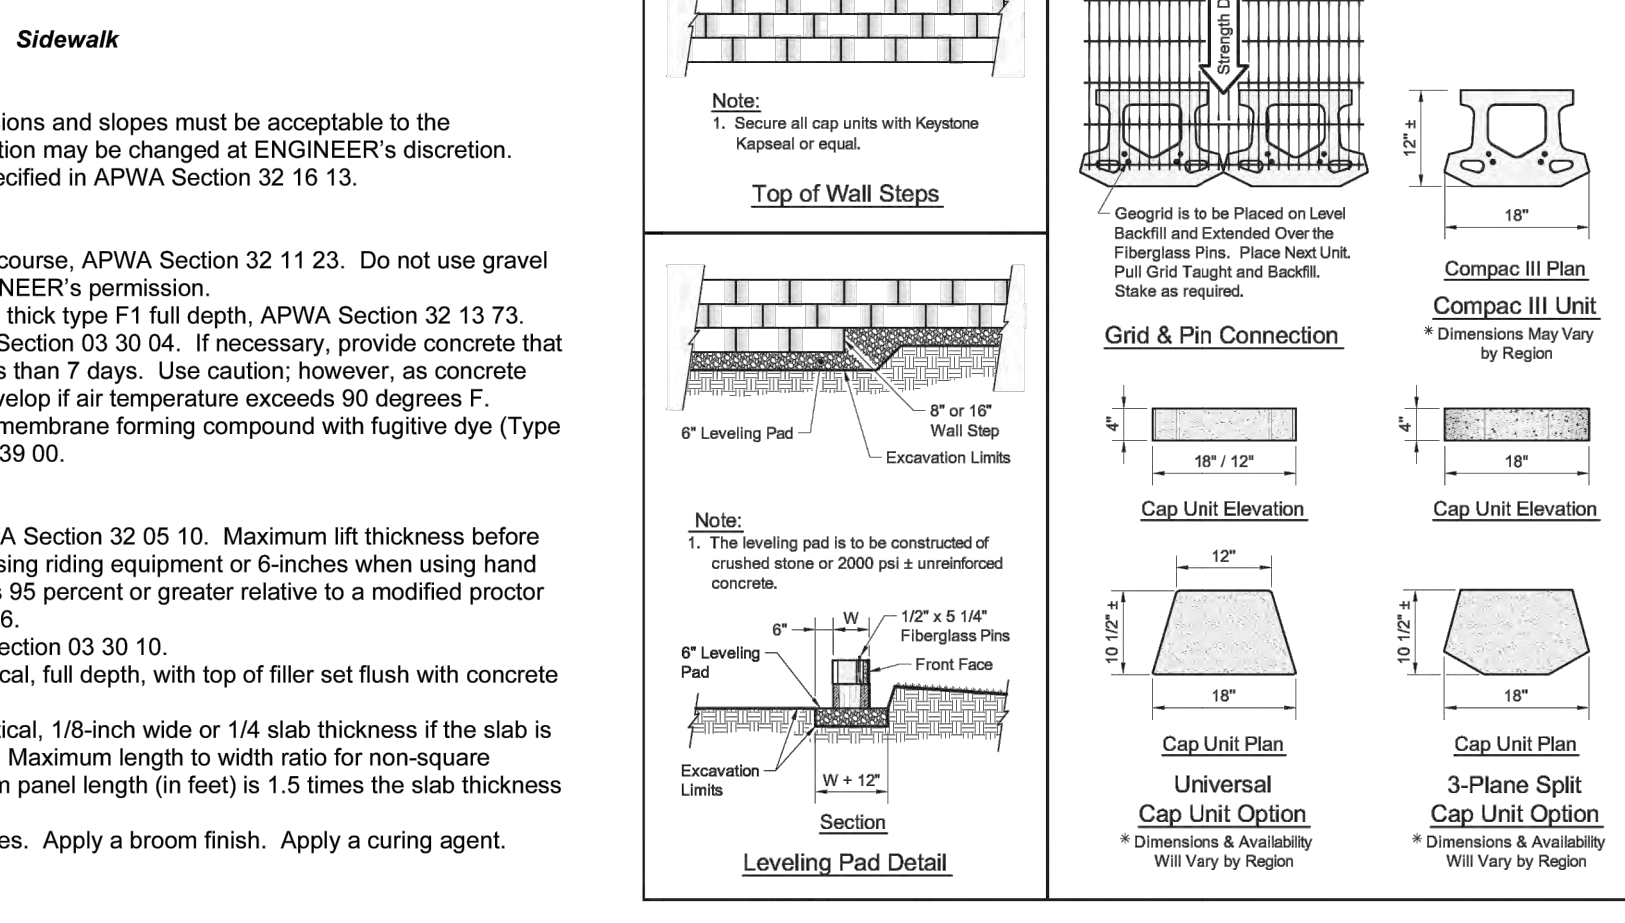 Sidewalk
ions and slopes must be acceptable to the
tion may be changed at ENGINEER's discretion.
ecified in APWA Section 32 16 13.
course, APWA Section 32 11 23. Do not use gravel
NEER's permission.
thick type F1 full depth, APWA Section 32 13 73.
Section 03 30 04. If necessary, provide concrete that
s than 7 days. Use caution; however, as concrete
velop if air temperature exceeds 90 degrees F.
membrane forming compound with fugitive dye (Type
39 00.
A Section 32 05 10. Maximum lift thickness before
sing riding equipment or 6-inches when using hand
s 95 percent or greater relative to a modified proctor
6.
ection 03 30 10.
cal, full depth, with top of filler set flush with concrete
tical, 1/8-inch wide or 1/4 slab thickness if the slab is
Maximum length to width ratio for non-square
m panel length (in feet) is 1.5 times the slab thickness
es. Apply a broom finish. Apply a curing agent.
Note:
1. Secure all cap units with Keystone
Kapseal or equal.
Top of Wall Steps
8" or 16"
Wall Step
6" Leveling Pad
Excavation Limits
Note:
1. The leveling pad is to be constructed of
crushed stone or 2000 psi ± unreinforced
concrete.
6"
W
1/2" x 5 1/4"
Fiberglass Pins
6" Leveling
Pad
Front Face
Excavation
Limits
W + 12"
Section
Leveling Pad Detail
Strength D
Geogrid is to be Placed on Level
Backfill and Extended Over the
Fiberglass Pins. Place Next Unit.
Pull Grid Taught and Backfill.
Stake as required.
Grid & Pin Connection
12" ±
18"
Compac III Plan
Compac III Unit
* Dimensions May Vary
by Region
4"
18" / 12"
Cap Unit Elevation
4"
18"
Cap Unit Elevation
12"
10 1/2" ±
18"
Cap Unit Plan
Universal
Cap Unit Option
* Dimensions & Availability
Will Vary by Region
10 1/2" ±
18"
Cap Unit Plan
3-Plane Split
Cap Unit Option
* Dimensions & Availability
Will Vary by Region